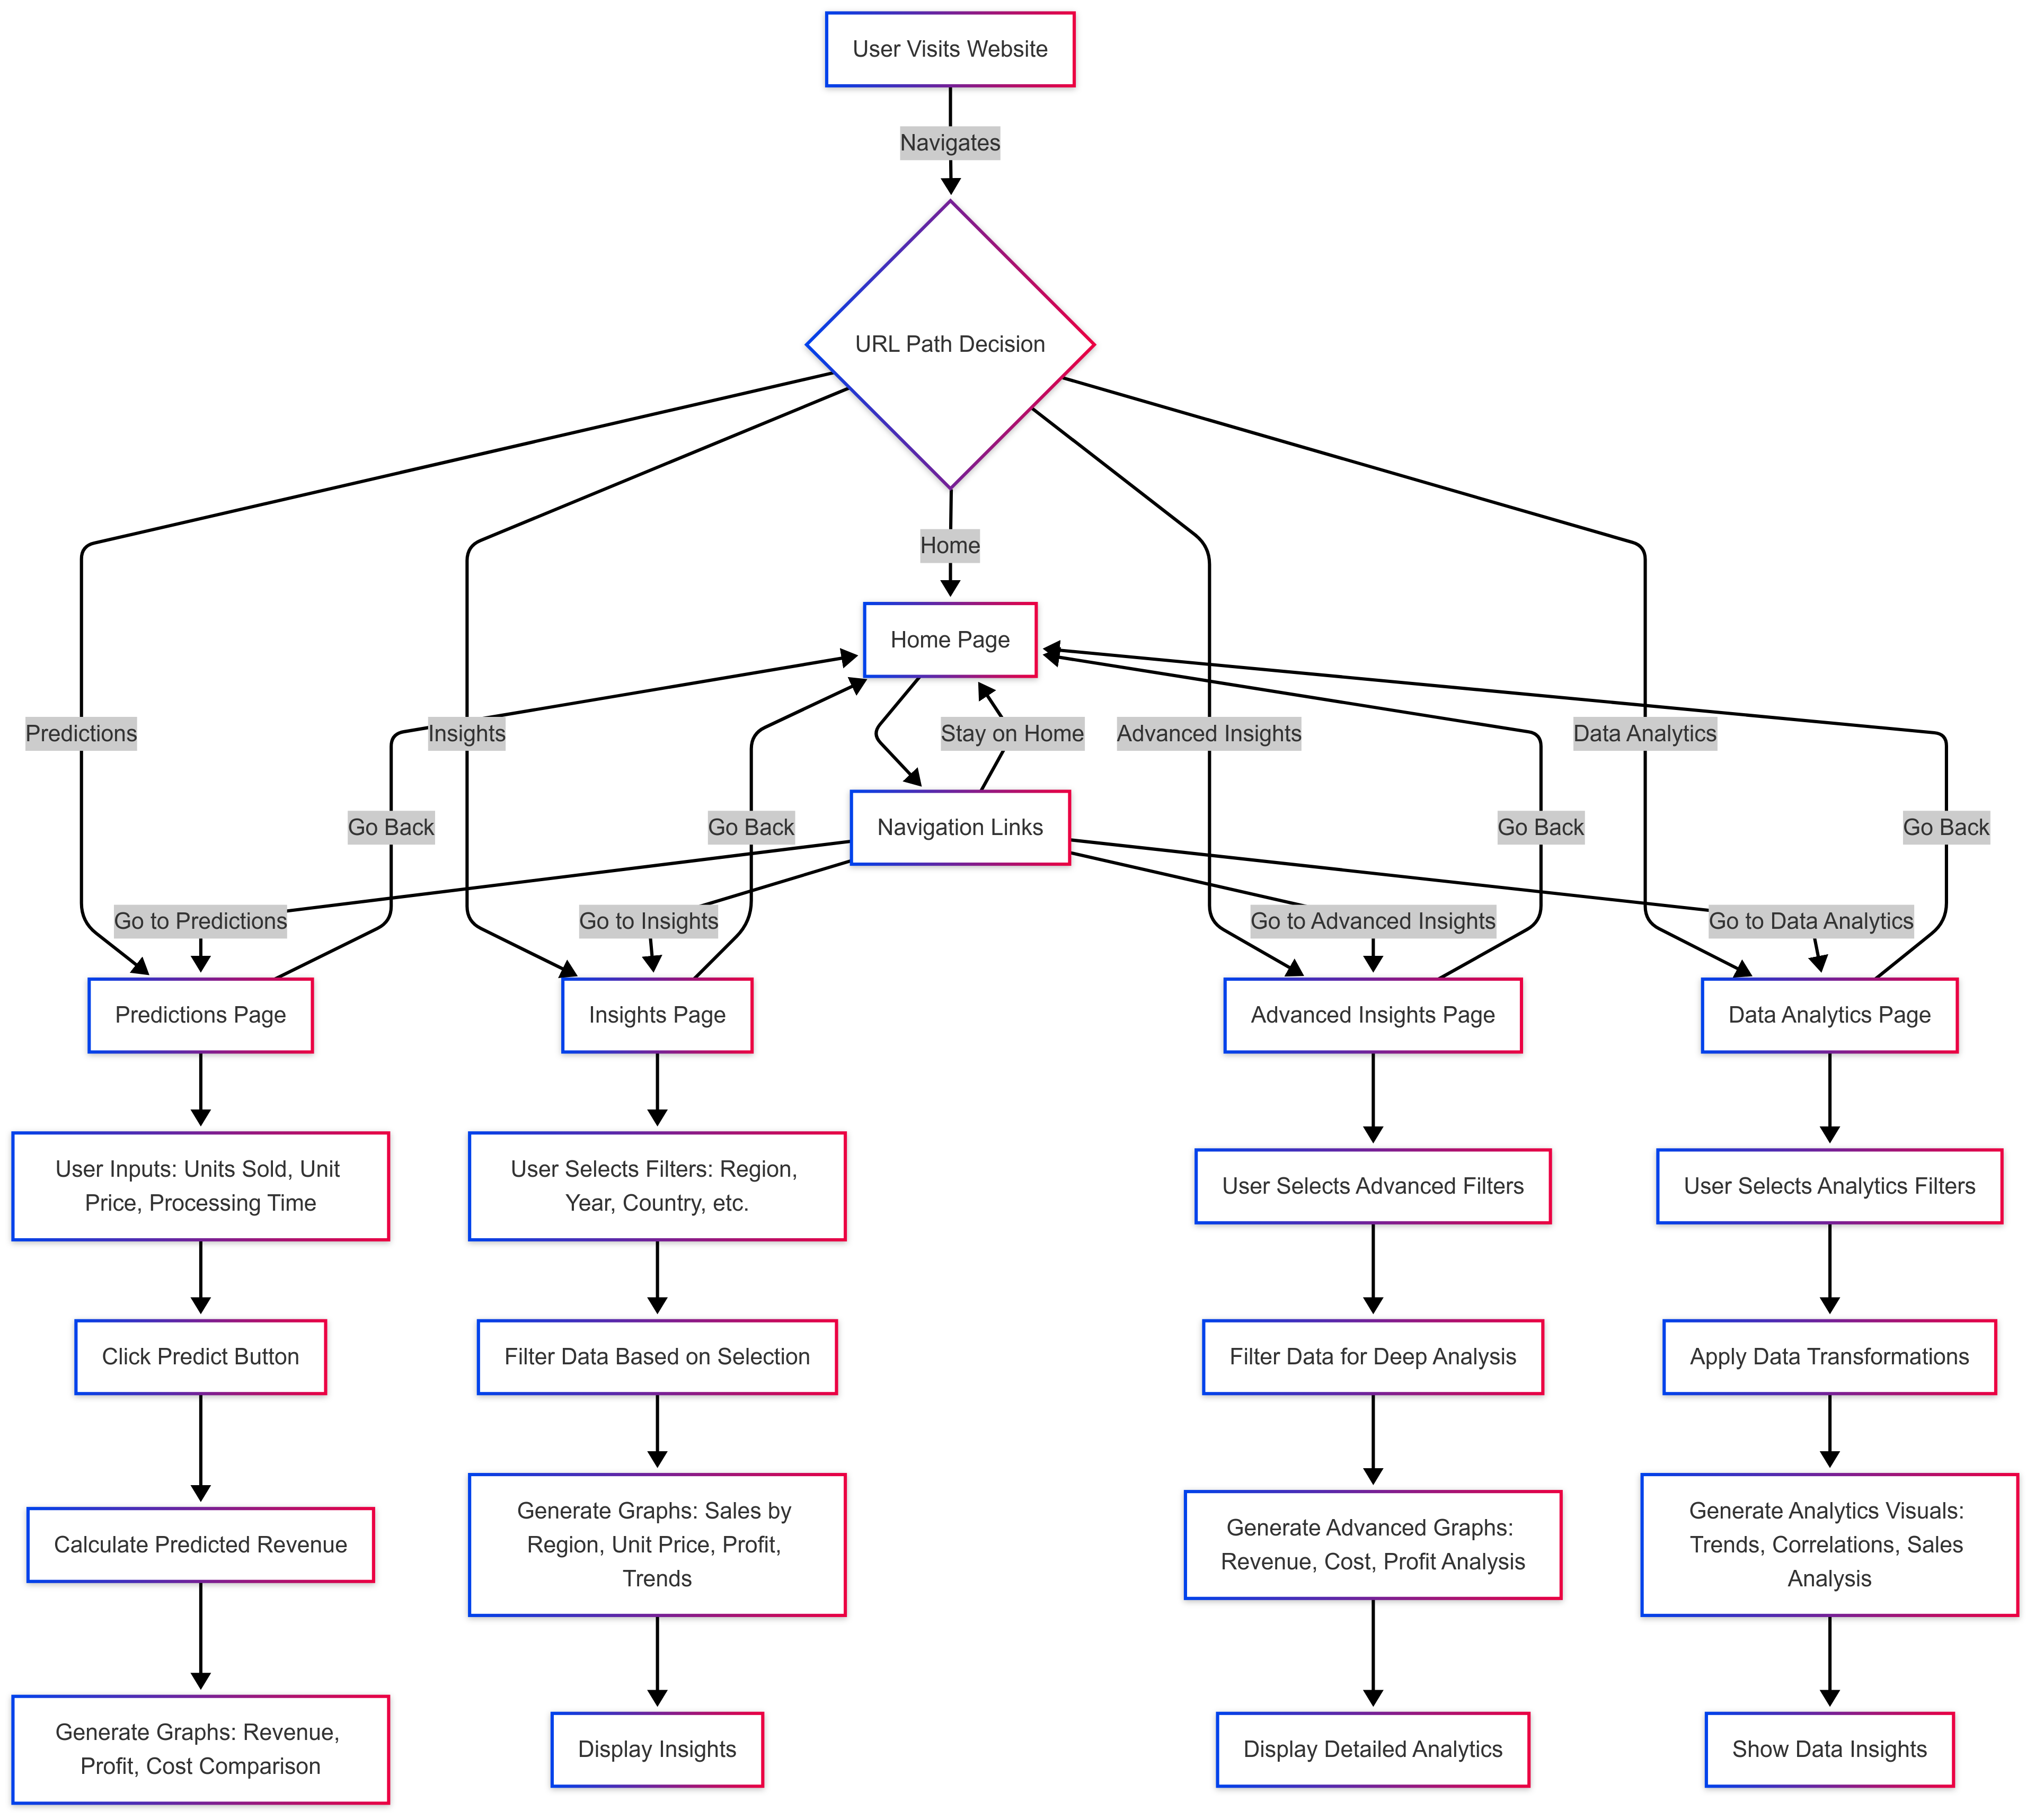 User Visits Website
Navigates
URL Path Decision
Home
Home Page
Predictions
Insights
Stay on Home
Advanced Insights
Data Analytics
Go Back
Go Back
Navigation Links
Go Back
Go Back
Go to Predictions
Go to Insights
Go to Advanced Insights
Go to Data Analytics
Predictions Page
Insights Page
Advanced Insights Page
Data Analytics Page
User Inputs: Units Sold, Unit
Price, Processing Time
User Selects Filters: Region,
Year, Country, etc.
User Selects Advanced Filters
User Selects Analytics Filters
Click Predict Button
Filter Data Based on Selection
Filter Data for Deep Analysis
Apply Data Transformations
Calculate Predicted Revenue
Generate Graphs: Sales by
Region, Unit Price, Profit,
Trends
Generate Advanced Graphs:
Revenue, Cost, Profit Analysis
Generate Analytics Visuals:
Trends, Correlations, Sales
Analysis
Generate Graphs: Revenue,
Profit, Cost Comparison
Display Insights
Display Detailed Analytics
Show Data Insights